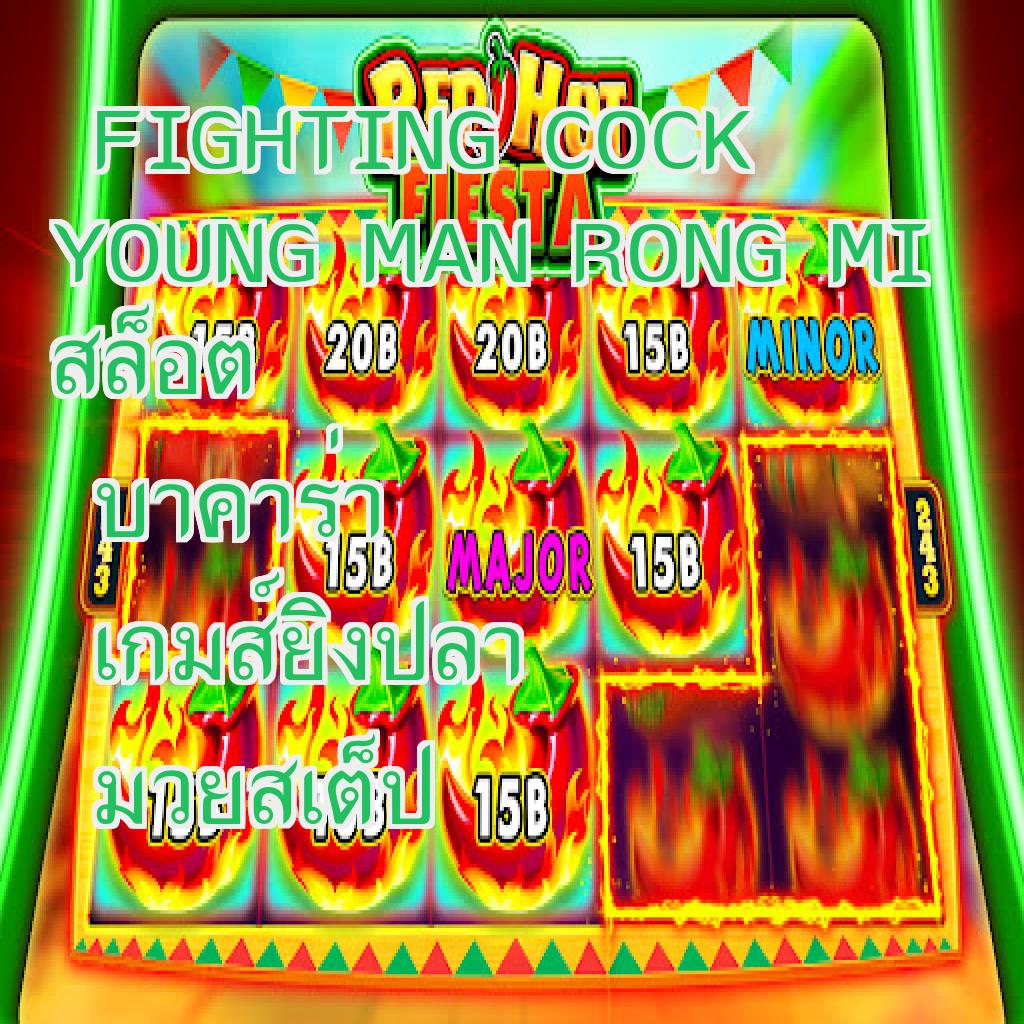 RED HOT
FIGHTING COCK
FIESTA
YOUNG MAN RONG MI
สล็อต
15B 20B 20B 15B MINOR
บาคาร่า
243 15B MAJOR 15B 243
เกมส์ยิงปลา
มวยสเต็ป
15B